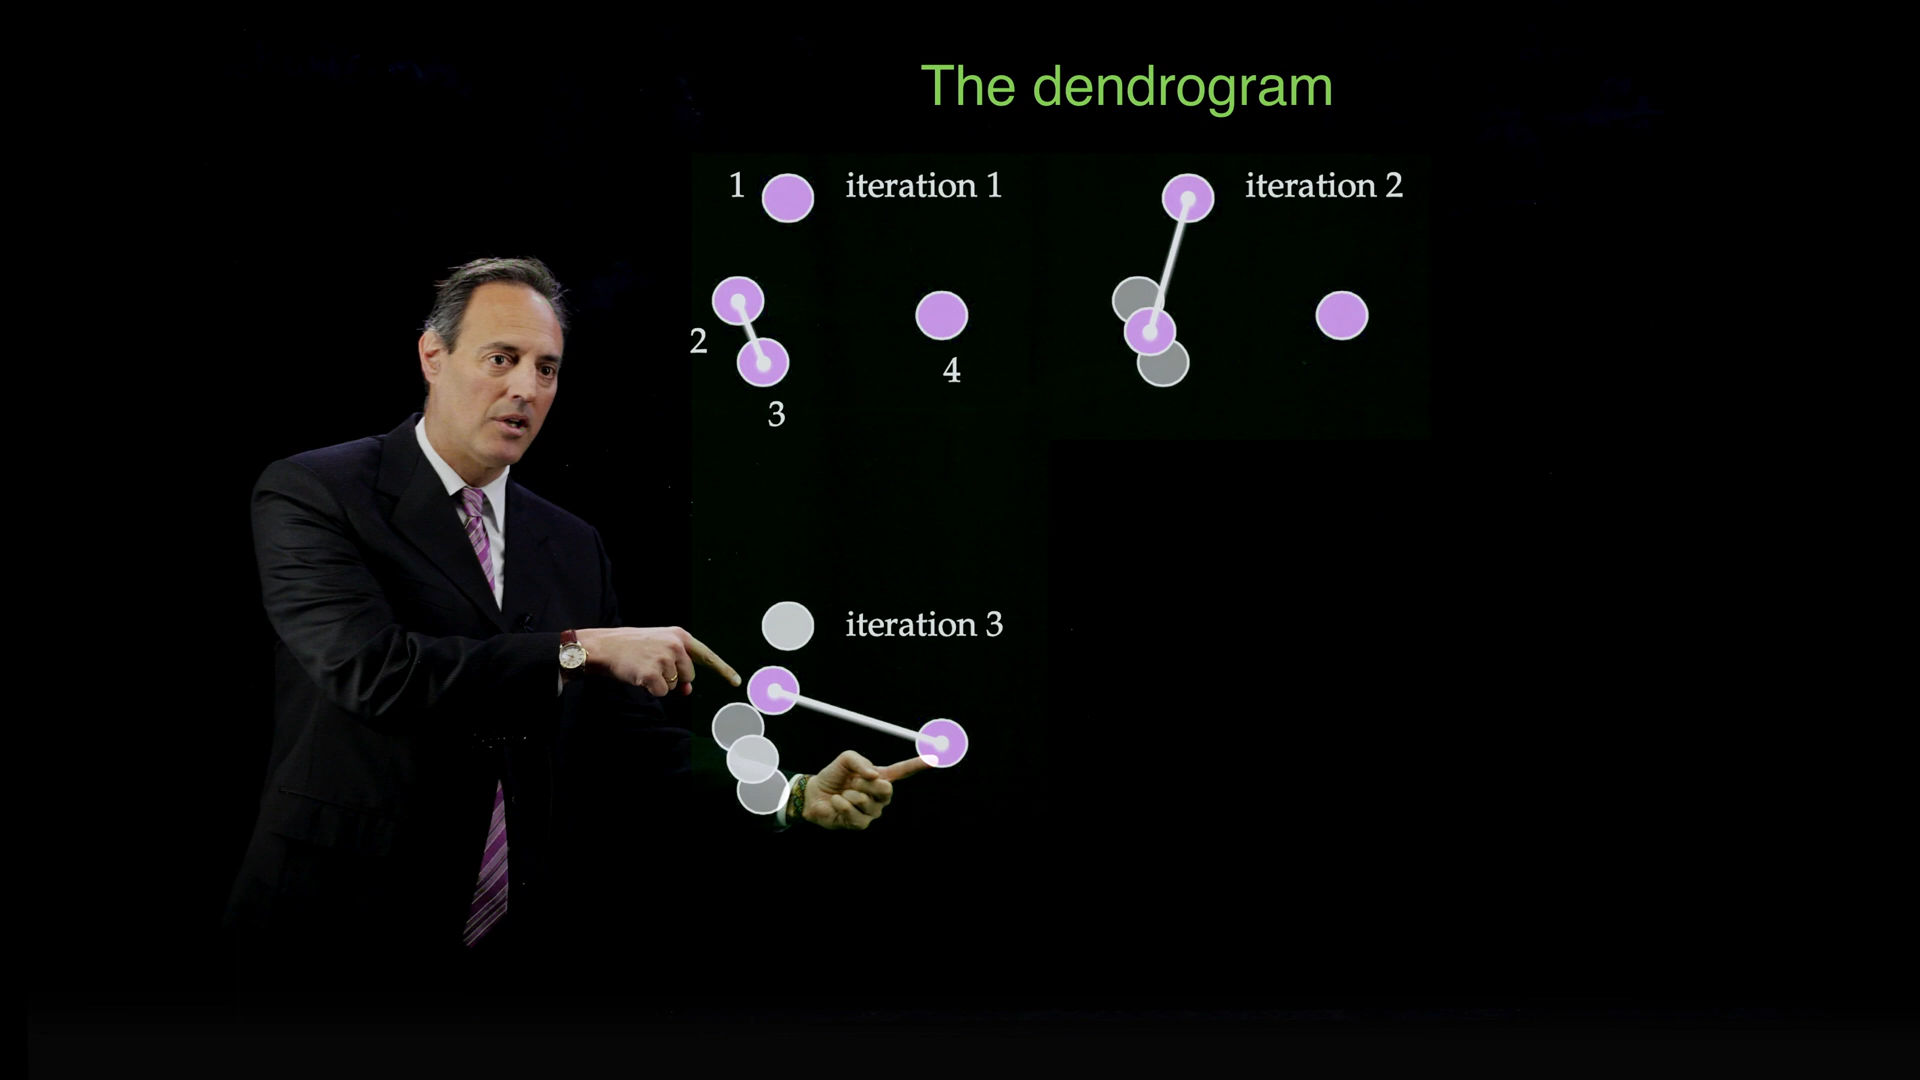 The dendrogram
1
iteration 1
iteration 2
2
4
3
iteration 3